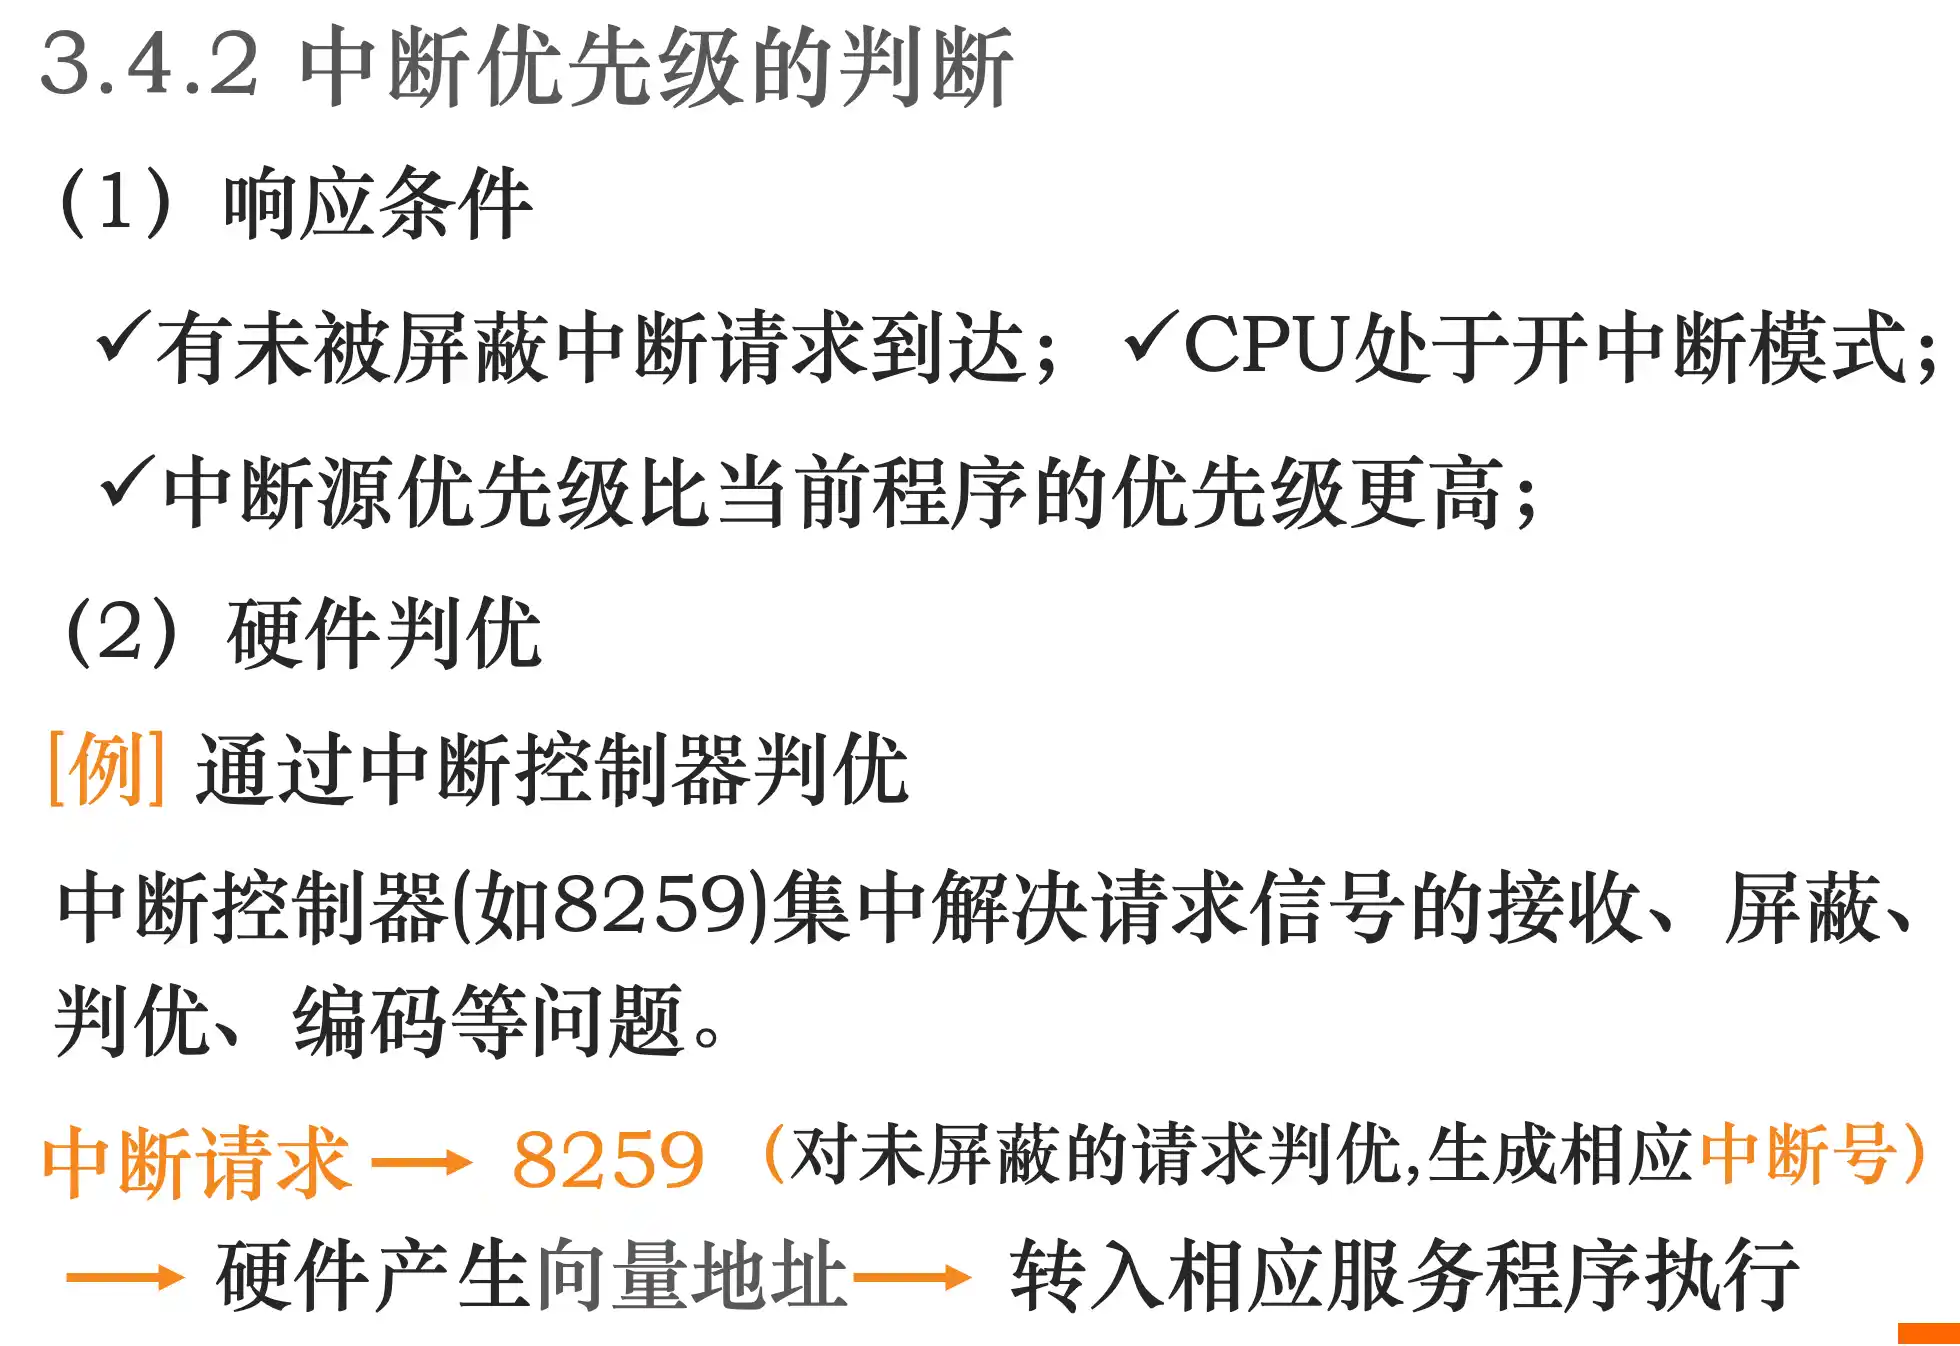 3.4.2 中断优先级的判断
（1）响应条件
✓有未被屏蔽中断请求到达； ✓CPU处于开中断模式；
✓中断源优先级比当前程序的优先级更高；
（2）硬件判优
[例] 通过中断控制器判优
中断控制器(如8259)集中解决请求信号的接收、屏蔽、
判优、编码等问题。
中断请求 → 8259 （对未屏蔽的请求判优,生成相应中断号）
→ 硬件产生向量地址 → 转入相应服务程序执行